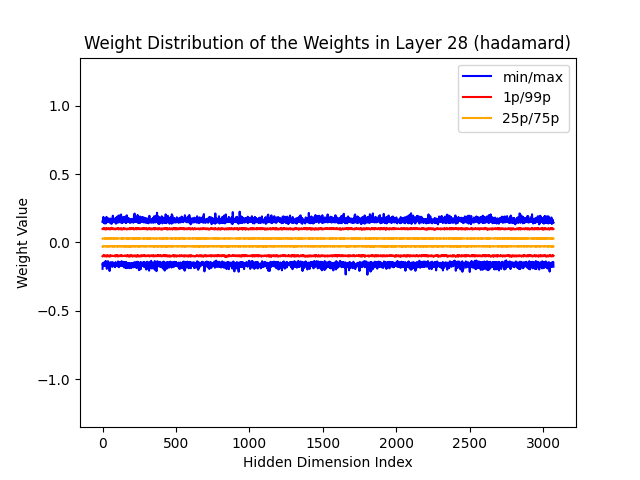 Weight Distribution of the Weights in Layer 28 (hadamard)
min/max
1p/99p
25p/75p
Weight Value
1.0
0.5
0.0
−0.5
−1.0
0
500
1000
1500
2000
2500
3000
Hidden Dimension Index